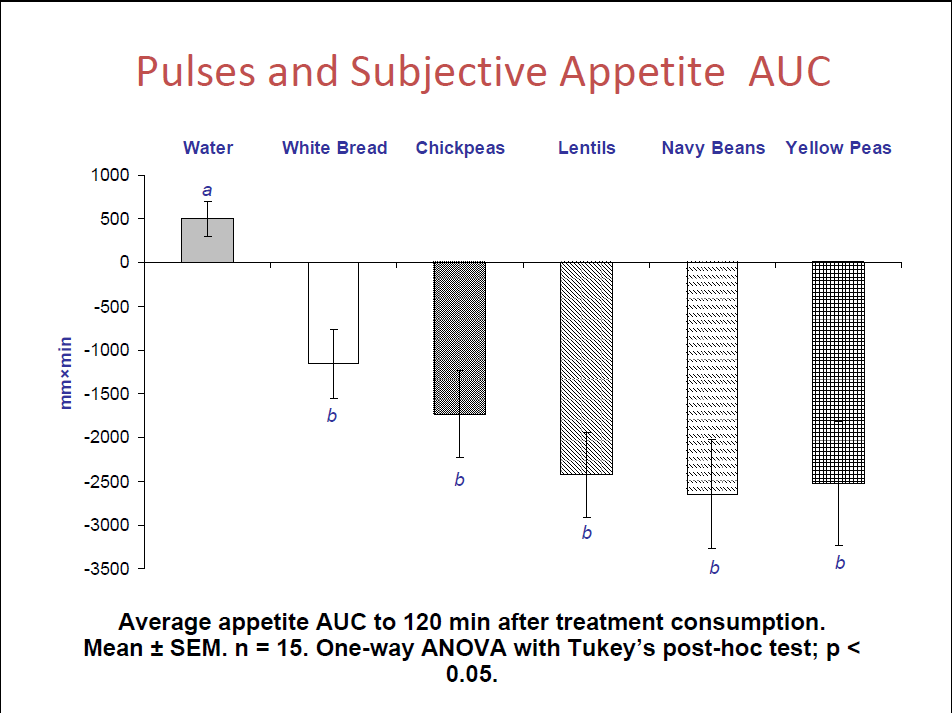 Pulses and Subjective Appetite AUC
Water White Bread Chickpeas Lentils Navy Beans Yellow Peas
1000
500
0
-500
-1000
-1500
-2000
-2500
-3000
-3500
mm×min
a
b
b
b
b
b
Average appetite AUC to 120 min after treatment consumption.
Mean ± SEM. n = 15. One-way ANOVA with Tukey’s post-hoc test; p <
0.05.